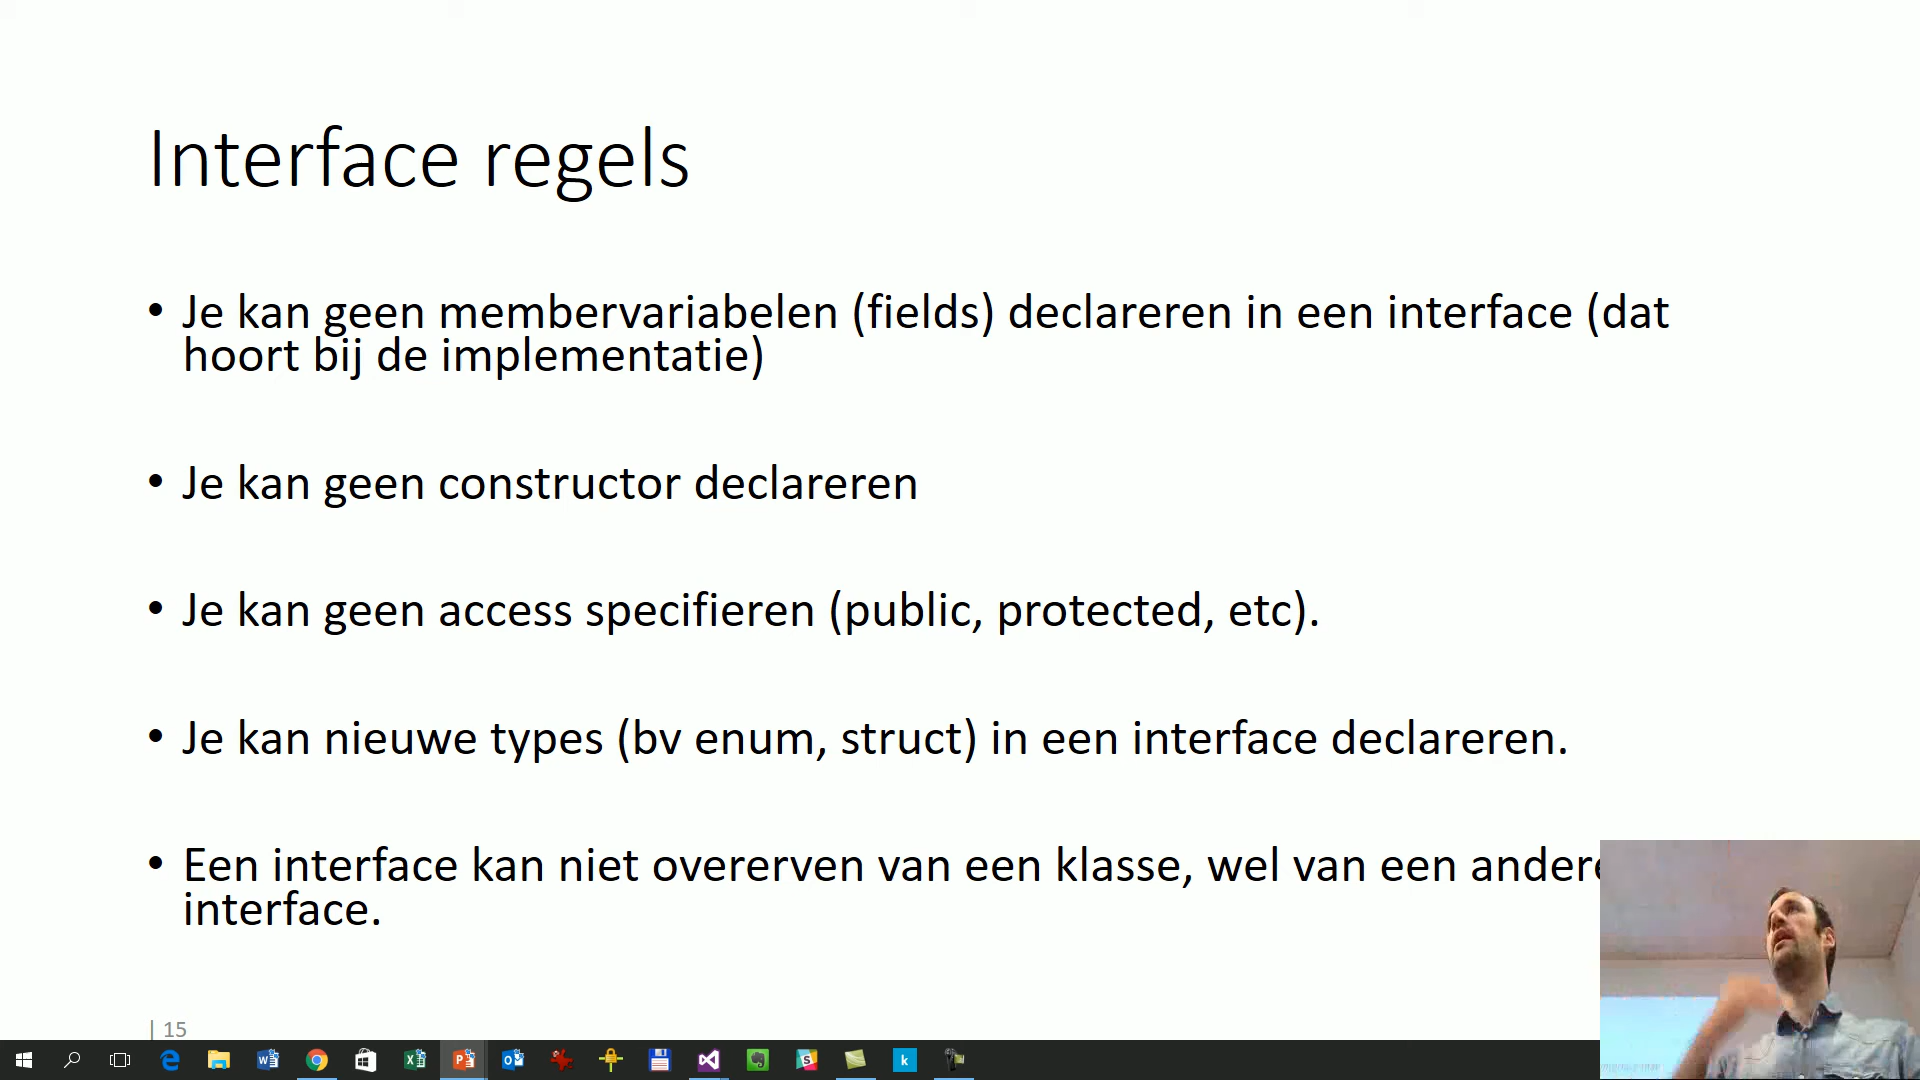 Interface regels
• Je kan geen membervariabelen (fields) declareren in een interface (dat
hoort bij de implementatie)
• Je kan geen constructor declareren
• Je kan geen access specifieren (public, protected, etc).
• Je kan nieuwe types (bv enum, struct) in een interface declareren.
• Een interface kan niet overerven van een klasse, wel van een andere
interface.
| 15